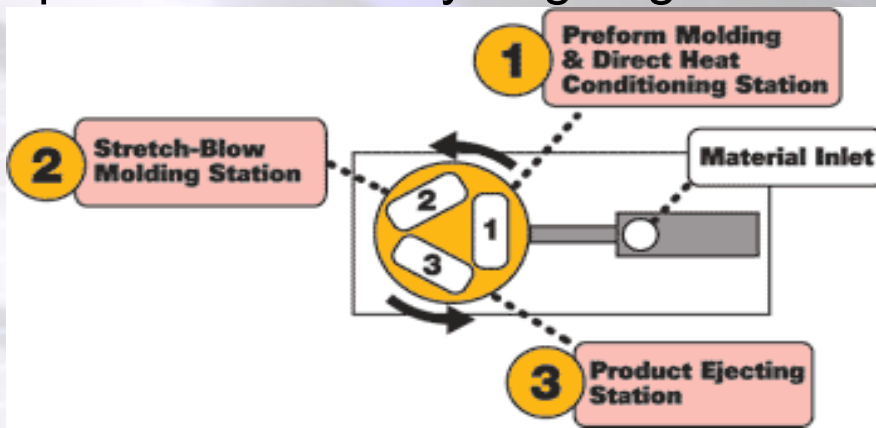 1
Preform Molding
& Direct Heat
Conditioning Station
2
Stretch-Blow
Molding Station
Material Inlet
2
1
3
3
Product Ejecting
Station